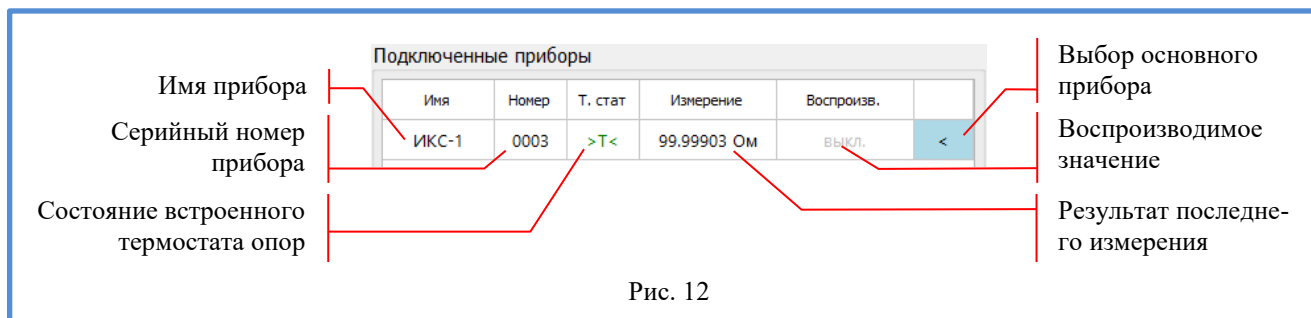 Подключенные приборы
Имя прибора
Серийный номер
прибора
Состояние встроенного
термостата опор
Имя Номер Т. стат Измерение Воспроизв.
ИКС-1 0003 >T< 99.99903 Ом выкл. <
Выбор основного
прибора
Воспроизводимое
значение
Результат последне-
го измерения
Рис. 12